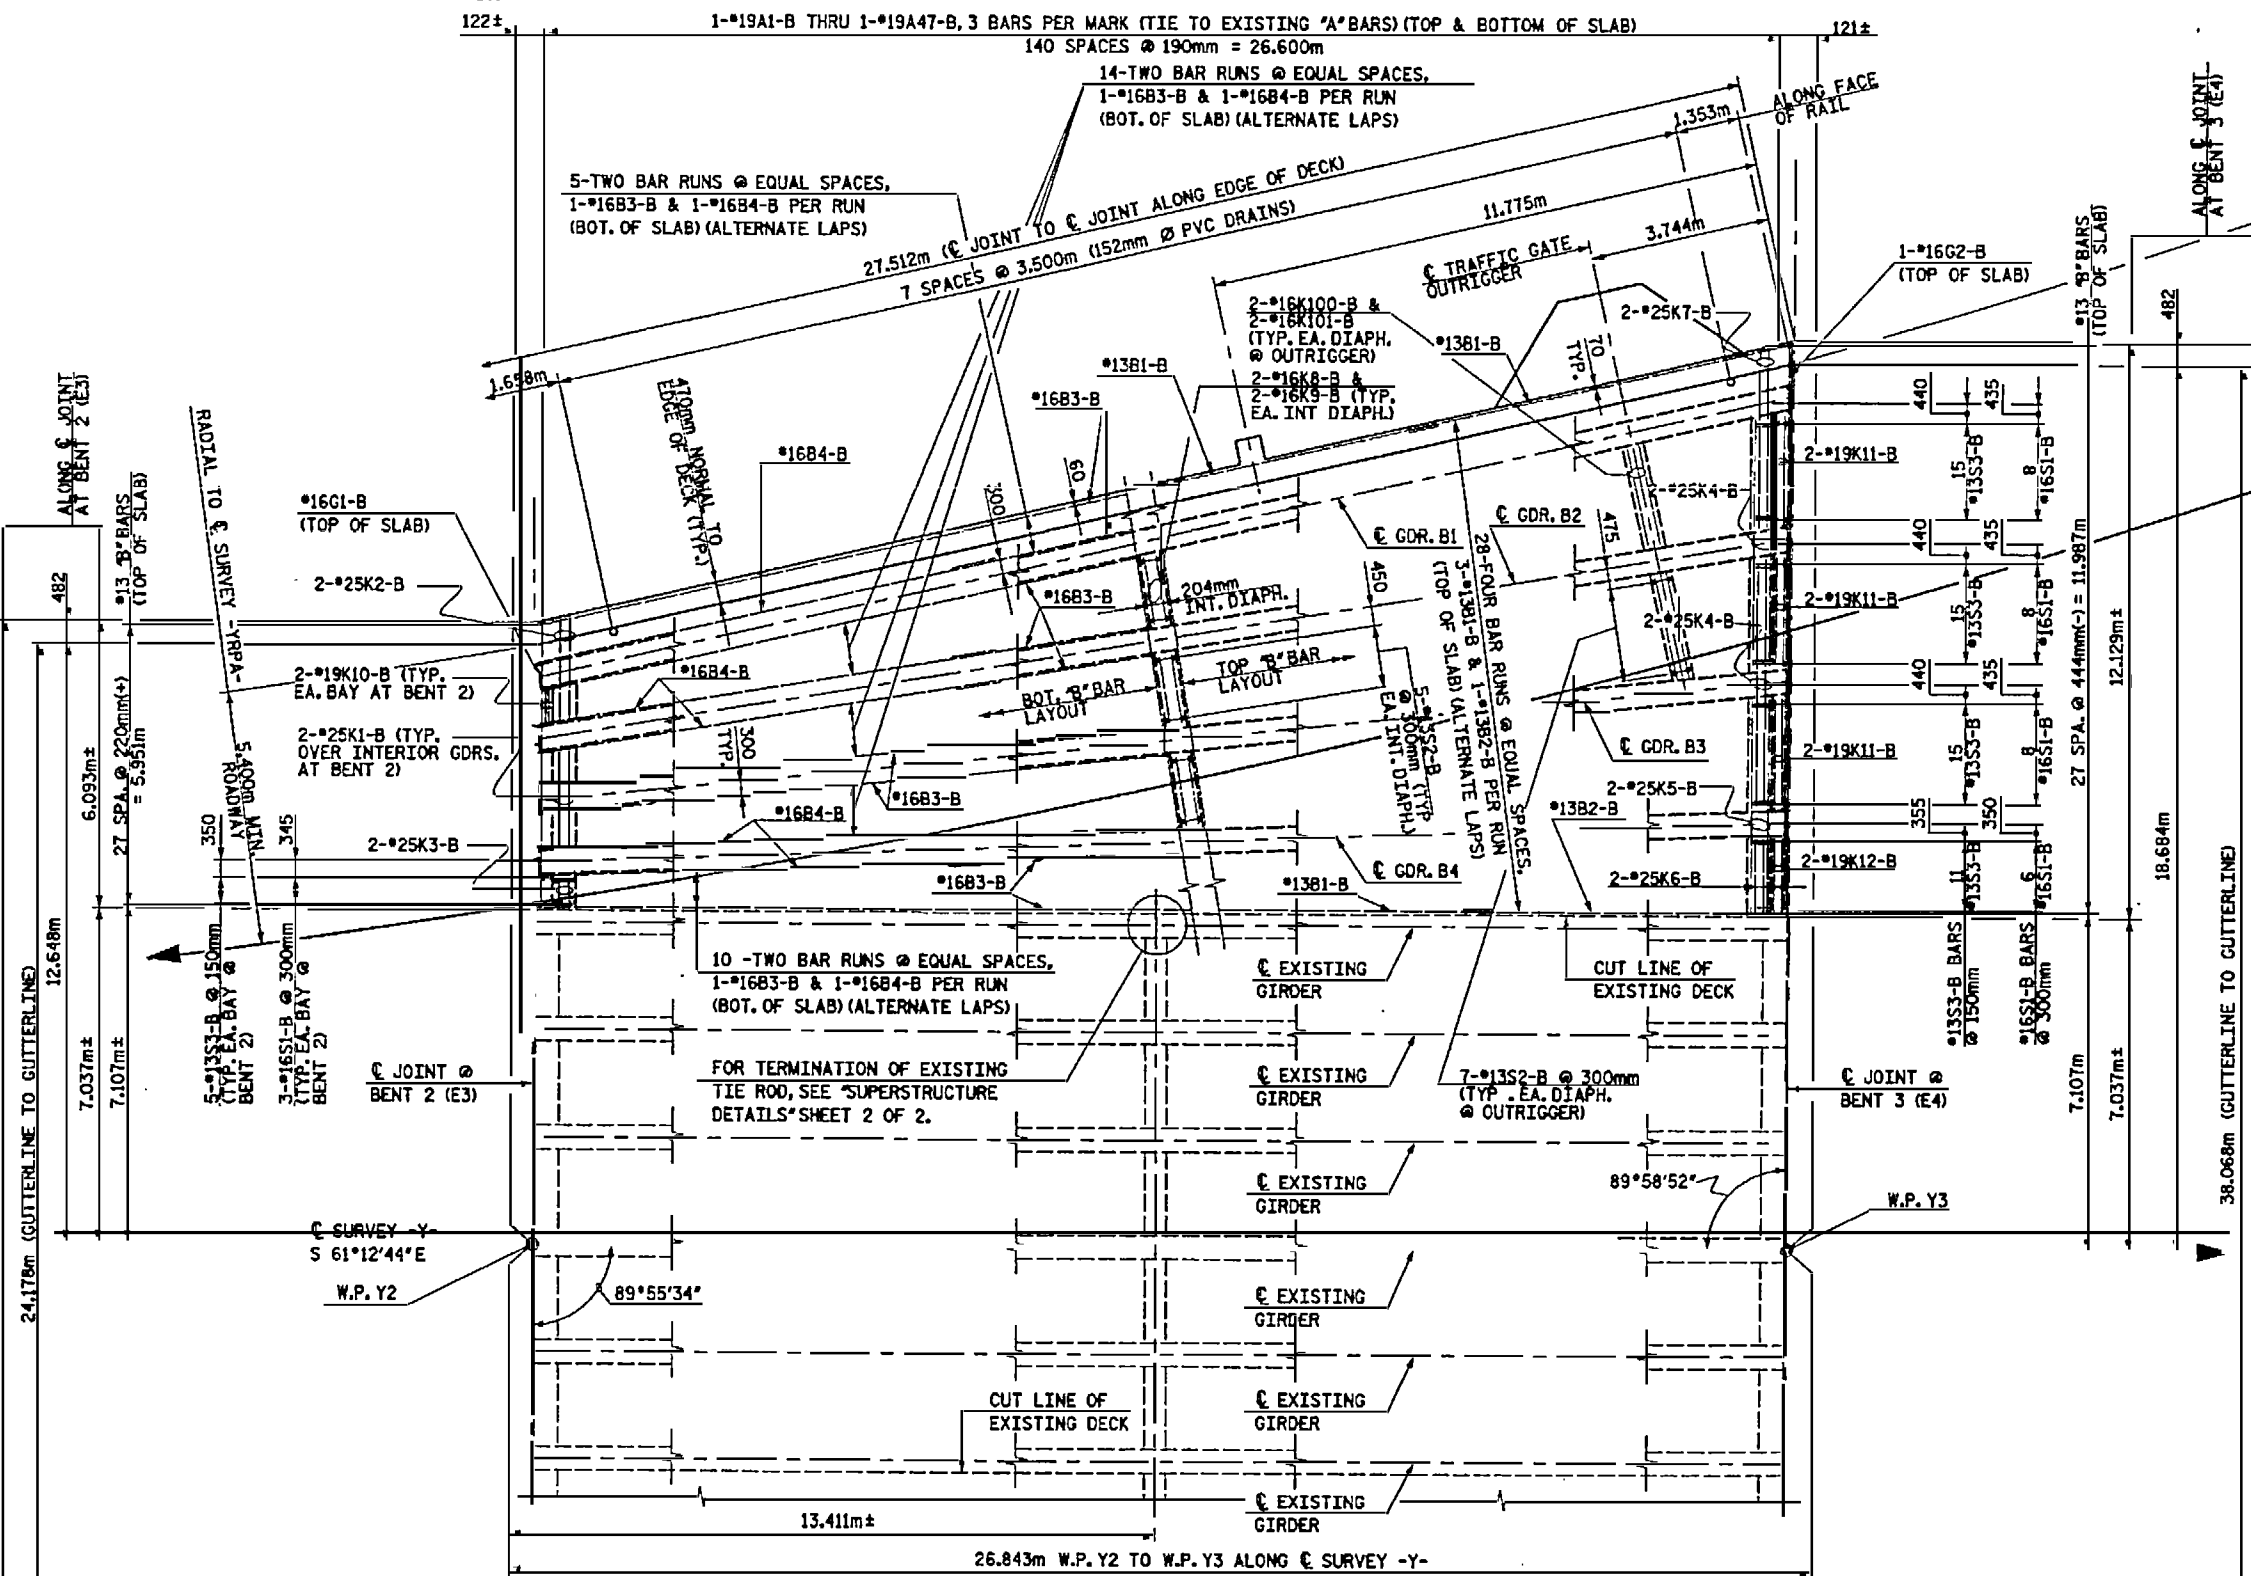 122±
1-#19A1-B THRU 1-#19A47-B, 3 BARS PER MARK (TIE TO EXISTING "A" BARS) (TOP & BOTTOM OF SLAB)
121±
140 SPACES @ 190mm = 26.600m
14-TWO BAR RUNS @ EQUAL SPACES,
1-#16B3-B & 1-#16B4-B PER RUN
(BOT. OF SLAB) (ALTERNATE LAPS)
5-TWO BAR RUNS @ EQUAL SPACES,
1-#16B3-B & 1-#16B4-B PER RUN
(BOT. OF SLAB) (ALTERNATE LAPS)
27.512m (℄ JOINT TO ℄ JOINT ALONG EDGE OF DECK)
7 SPACES @ 3.500m (152mm Ø PVC DRAINS)
1.353m
ALONG FACE
OF RAIL
11.775m
3.744m
1.658m
℄ TRAFFIC GATE
OUTRIGGER
ALONG ℄ JOINT
AT BENT 3 (E4)
#13 "B" BARS
(TOP OF SLAB)
1-#16G2-B
(TOP OF SLAB)
482
2-#16K100-B &
2-#16K101-B
(TYP. EA. DIAPH.
@ OUTRIGGER)
2-#16K8-B &
2-#16K9-B (TYP.
EA. INT DIAPH.)
2-#25K7-B
#13B1-B
#13B1-B
70
TYP.
#16B3-B
#16B4-B
470mm NORMAL TO
EDGE OF DECK (TYP.)
60
300
ALONG ℄ JOINT
AT BENT 2 (E3)
#13 "B" BARS
(TOP OF SLAB)
RADIAL TO ℄ SURVEY -YRPA-
#16G1-B
(TOP OF SLAB)
2-#25K2-B
482
2-#19K10-B (TYP.
EA. BAY AT BENT 2)
2-#25K1-B (TYP.
OVER INTERIOR GDRS.
AT BENT 2)
2-#25K3-B
5.400m MIN.
ROADWAY
6.093m±
27 SPA. @ 220mm(+)
= 5.951m
350
345
12.648m
7.037m±
7.107m±
24.178m (GUTTERLINE TO GUTTERLINE)
5-#13S3-B @ 150mm
(TYP. EA. BAY @
BENT 2)
3-#16S1-B @ 300mm
(TYP. EA. BAY @
BENT 2)
#16B4-B
#16B3-B
204mm
INT. DIAPH.
BOT. "B" BAR
LAYOUT
TOP "B" BAR
LAYOUT
300
TYP.
#16B3-B
#16B4-B
#16B3-B
450
5-#13S2-B
@ 300mm (TYP
EA. INT. DIAPH.)
28-FOUR BAR RUNS @ EQUAL SPACES,
3-#13B1-B & 1-#13B2-B PER RUN
(TOP OF SLAB) (ALTERNATE LAPS)
475
℄ GDR. B1
℄ GDR. B2
℄ GDR. B3
℄ GDR. B4
2-#25K4-B
2-#25K4-B
2-#25K5-B
2-#25K6-B
#13B2-B
#13B1-B
2-#19K11-B
2-#19K11-B
2-#19K11-B
2-#19K12-B
440
435
15
#13S3-B
8
#16S1-B
440
435
15
#13S3-B
8
#16S1-B
440
435
15
#13S3-B
8
#16S1-B
355
350
11
#13S3-B
6
#16S1-B
27 SPA. @ 444mm(-) = 11.987m
12.129m±
18.684m
38.068m (GUTTERLINE TO GUTTERLINE)
#13S3-B BARS
@ 150mm
#16S1-B BARS
@ 300mm
7.107m
7.037m±
10 -TWO BAR RUNS @ EQUAL SPACES,
1-#16B3-B & 1-#16B4-B PER RUN
(BOT. OF SLAB) (ALTERNATE LAPS)
℄ EXISTING
GIRDER
CUT LINE OF
EXISTING DECK
℄ JOINT @
BENT 2 (E3)
FOR TERMINATION OF EXISTING
TIE ROD, SEE "SUPERSTRUCTURE
DETAILS" SHEET 2 OF 2.
℄ EXISTING
GIRDER
7-#13S2-B @ 300mm
(TYP . EA. DIAPH.
@ OUTRIGGER)
℄ JOINT @
BENT 3 (E4)
℄ EXISTING
GIRDER
89°58'52"
W.P. Y3
℄ SURVEY -Y-
S 61°12'44"E
W.P. Y2
89°55'34"
℄ EXISTING
GIRDER
CUT LINE OF
EXISTING DECK
℄ EXISTING
GIRDER
℄ EXISTING
GIRDER
13.411m±
26.843m W.P. Y2 TO W.P. Y3 ALONG ℄ SURVEY -Y-